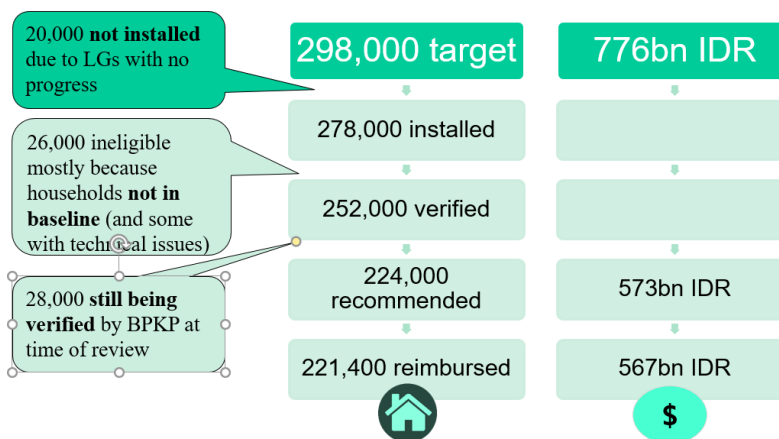 20,000 not installed
due to LGs with no
progress
26,000 ineligible
mostly because
households not in
baseline (and some
with technical issues)
28,000 still being
verified by BPKP at
time of review
298,000 target
278,000 installed
252,000 verified
224,000
recommended
221,400 reimbursed
776bn IDR
573bn IDR
567bn IDR
$